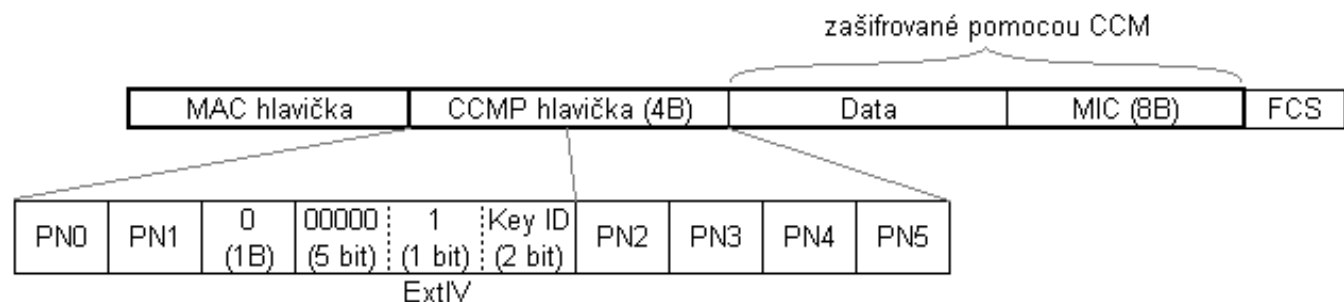 zašifrované pomocou CCM
MAC hlavička CCMP hlavička (4B) Data MIC (8B) FCS
PN0 PN1 0 (1B) 00000 (5 bit) 1 (1 bit) Key ID (2 bit) PN2 PN3 PN4 PN5
ExtIV